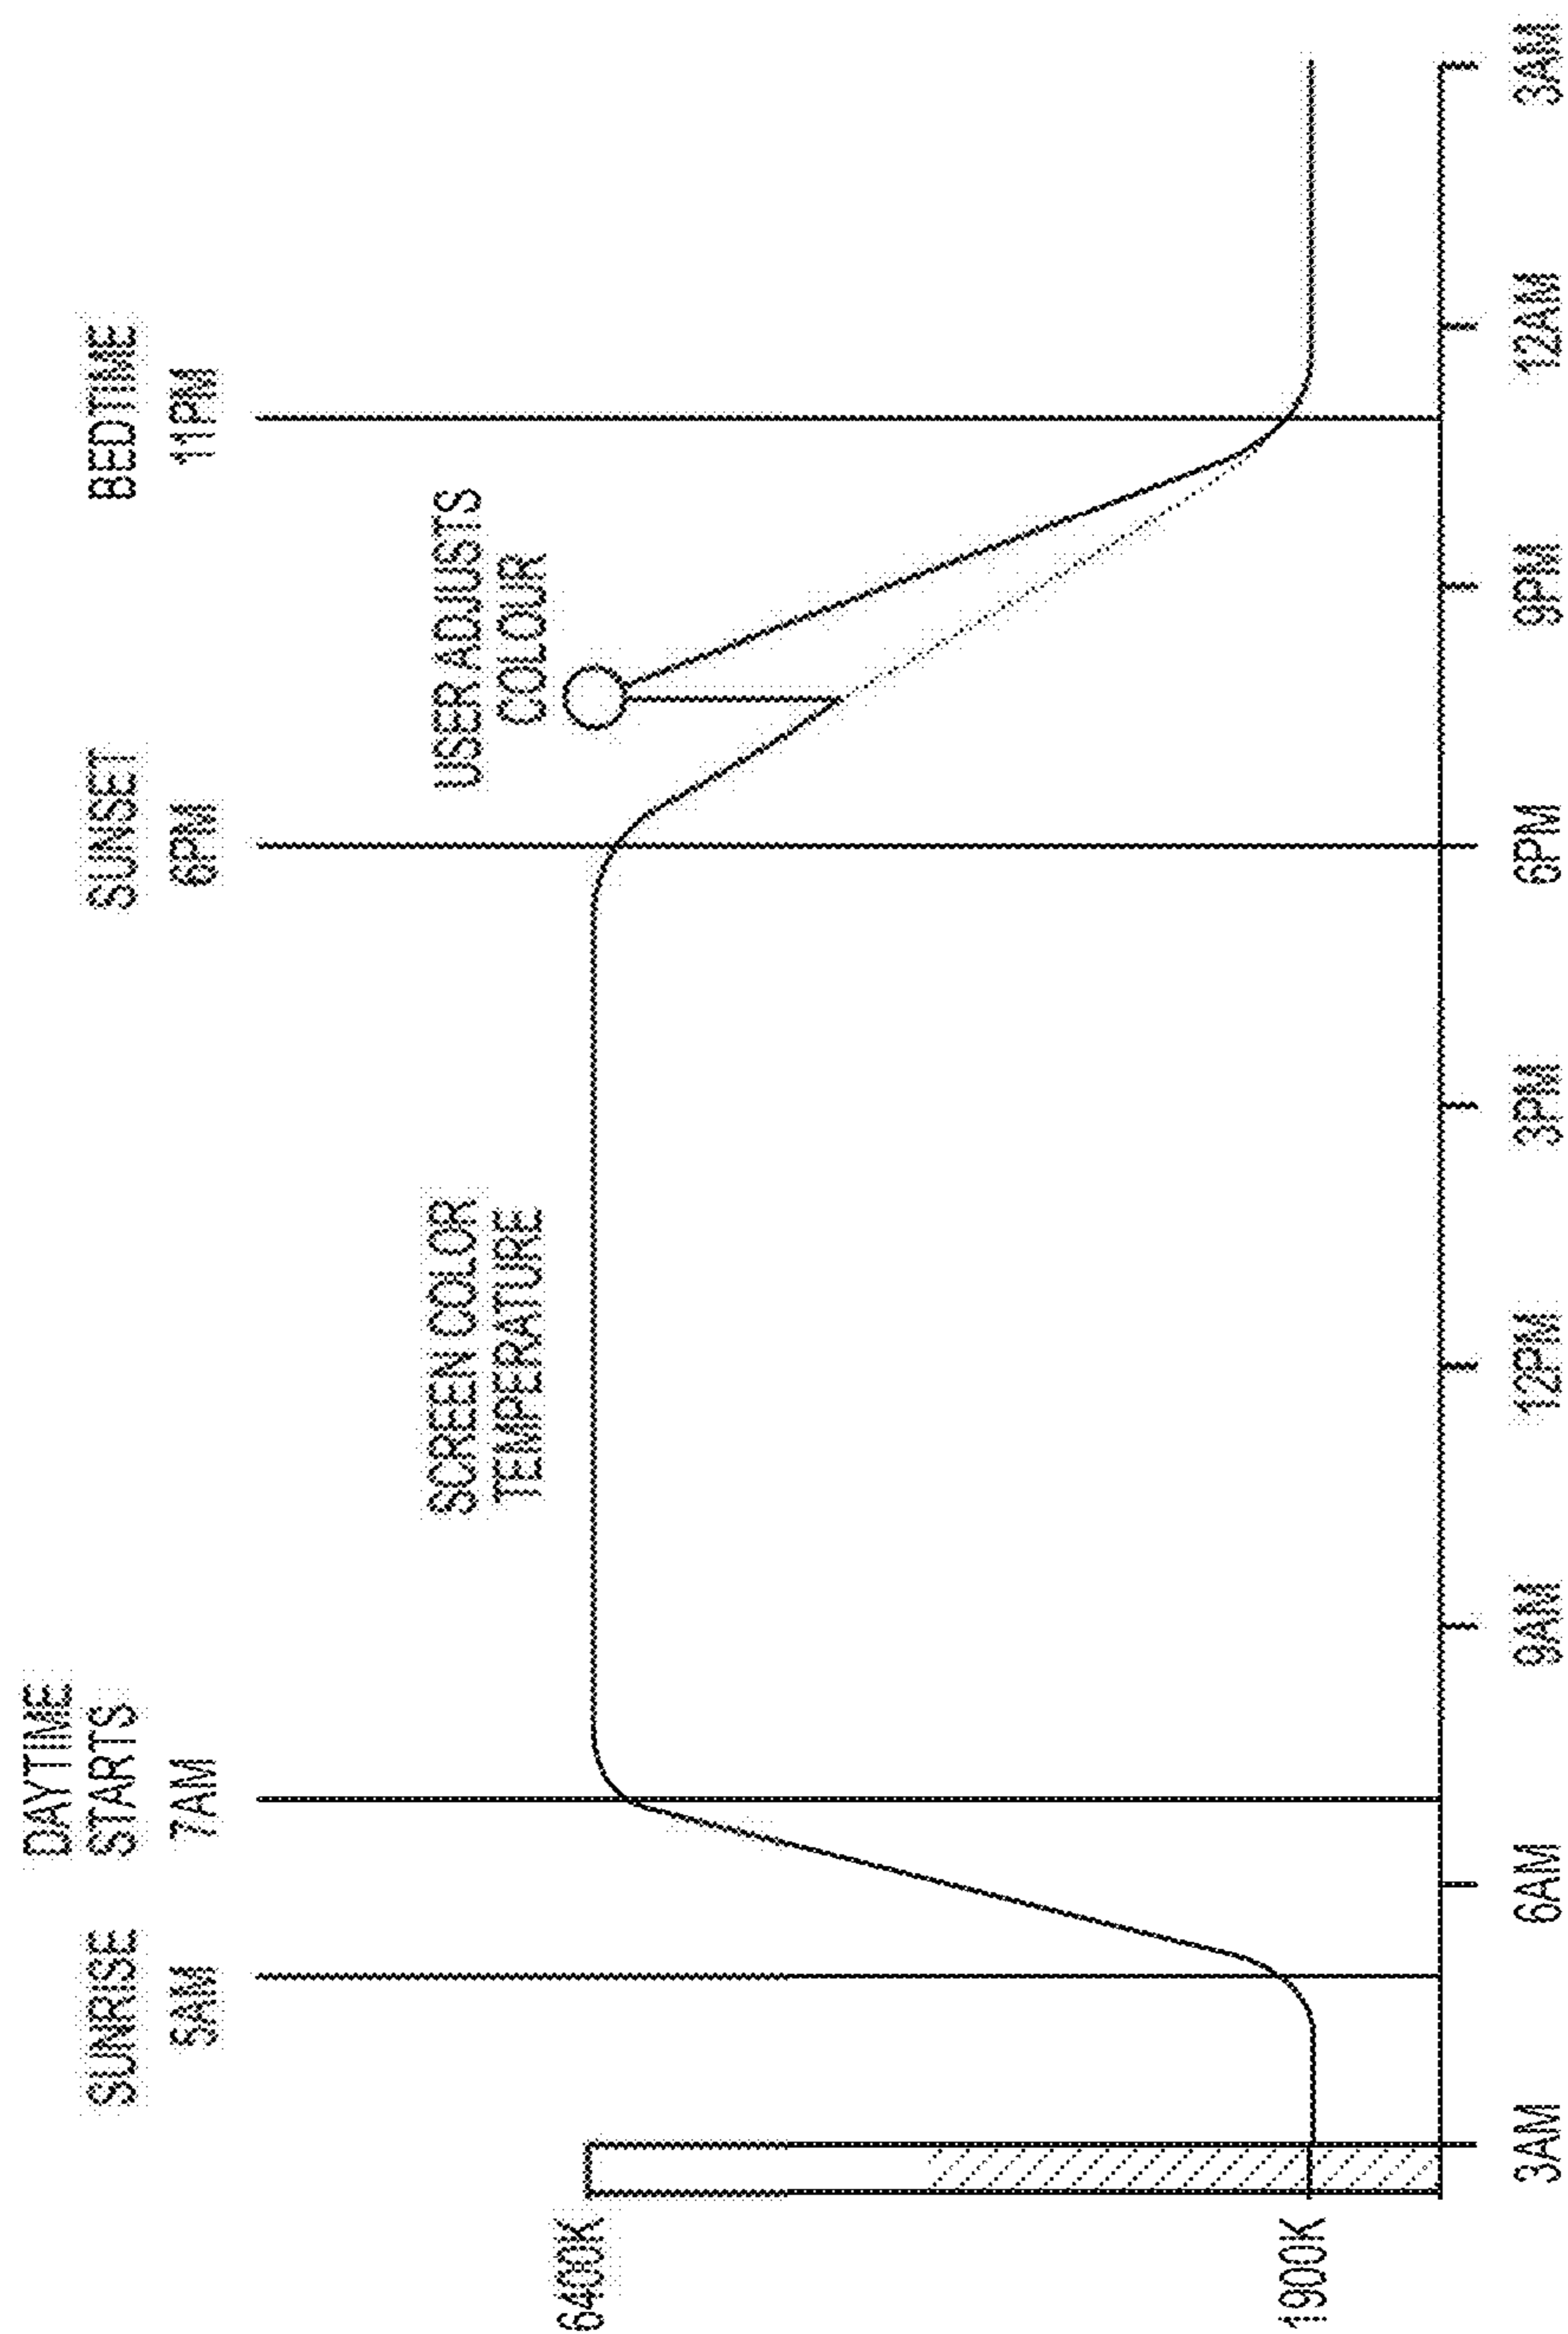 DAYTIME
STARTS
7AM
SUNRISE
SAM
SUNSET
6PM
BEDTIME
11PM
SCREEN COLOR
TEMPERATURE
USER ADJUSTS
COLOUR
6400K
1900K
3AM
6AM
9AM
12PM
3PM
6PM
9PM
12AM
3AM